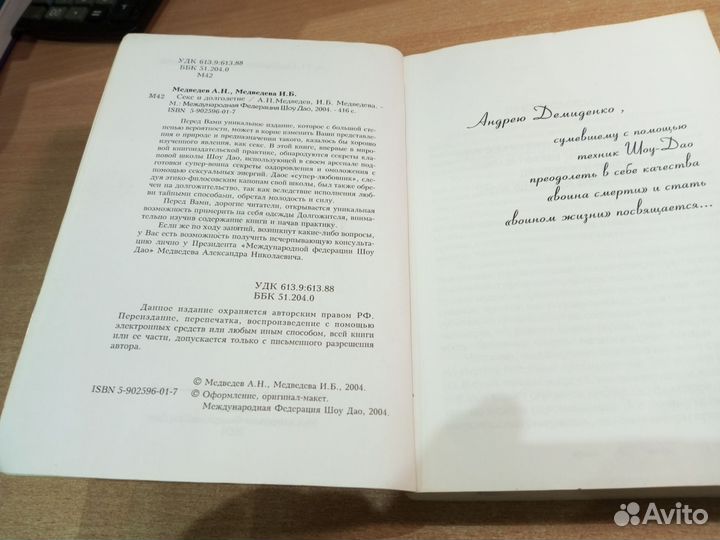 УДК 613.9:613.88
ББК 51.204.0
М42
Медведев А.Н., Медведева И.Б.
М42 Секс и долголетие / А.Н.Медведев, И.Б. Медведева. -
М.: Международная Федерация Шоу Дао, 2004. - 416 с.
ISBN 5-902596-01-7
Перед Вами уникальное издание, которое с большой сте-
пенью вероятности, может в корне изменить Ваши представле-
ния о природе и предназначении такого, казалось бы хорошо
изученного явления, как секс. В этой книге, впервые в миро-
вой книгоиздательской практике, обнародуются секреты кла-
новой школы Шоу Дао, использующей в своем арсенале под-
готовки супер-воина секреты оздоровления и омоложения с
помощью сексуальных энергий. Даос «супер-любовник», сле-
дуя этико-философским канонам свой школы, был также обре-
чен на долгожительство, так как вследствие исполнения люб-
ви тайными способами, обретал молодость и силу.
Перед Вами, дорогие читатели, открывается уникальная
возможность примерить на себя одежды Долгожителя, внима-
тельно изучив содержание книги и начав практику.
Если же по ходу занятий, возникнут какие-либо вопросы,
у Вас есть возможность получить исчерпывающую консульта-
цию лично у Президента «Международной федерации Шоу
Дао» Медведева Александра Николаевича.
УДК 613.9:613.88
ББК 51.204.0
Данное издание охраняется авторским правом РФ.
Переиздание, перепечатка, воспроизведение с помощью
электронных средств или любым иным способом, всей книги
или ее части, допускается только с письменного разрешения
автора.
© Медведев А.Н., Медведева И.Б., 2004.
ISBN 5-902596-01-7 © Оформление, оригинал-макет.
Международная Федерация Шоу Дао, 2004.
Андрею Демиденко,
сумевшему с помощью
техник Шоу-Дао
преодолеть в себе качества
«воина смерти» и стать
«воином жизни» посвящается...
Avito